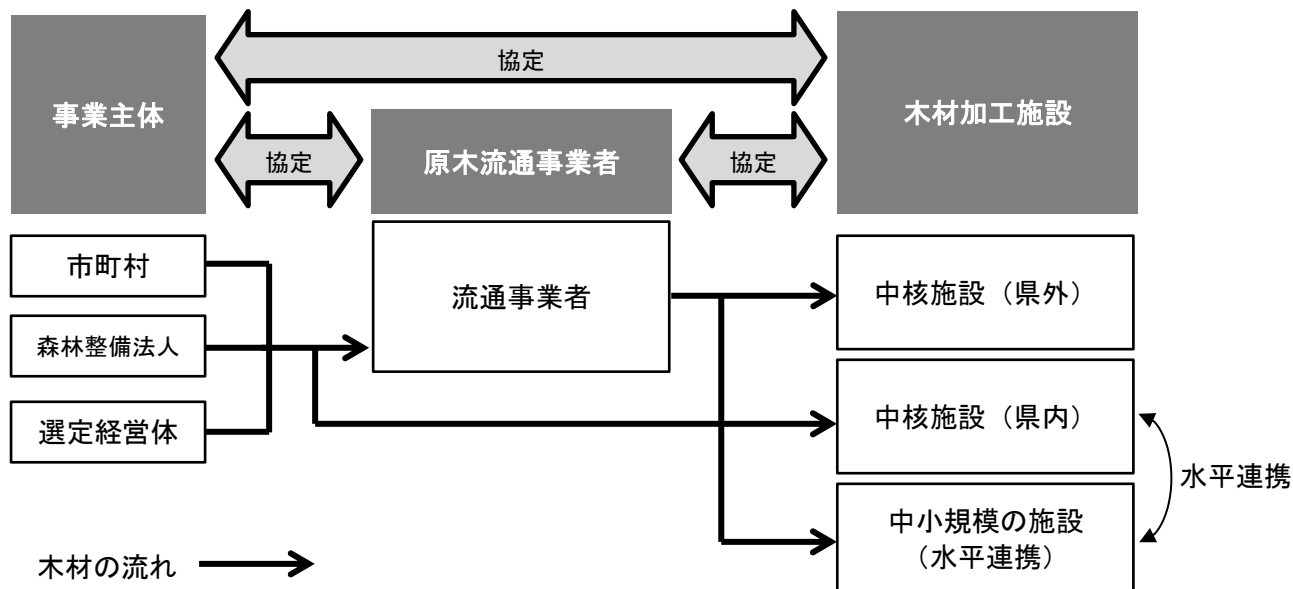 協定
事業主体
木材加工施設
協定
原木流通事業者
協定
市町村
森林整備法人
選定経営体
流通事業者
中核施設（県外）
中核施設（県内）
中小規模の施設
（水平連携）
水平連携
木材の流れ